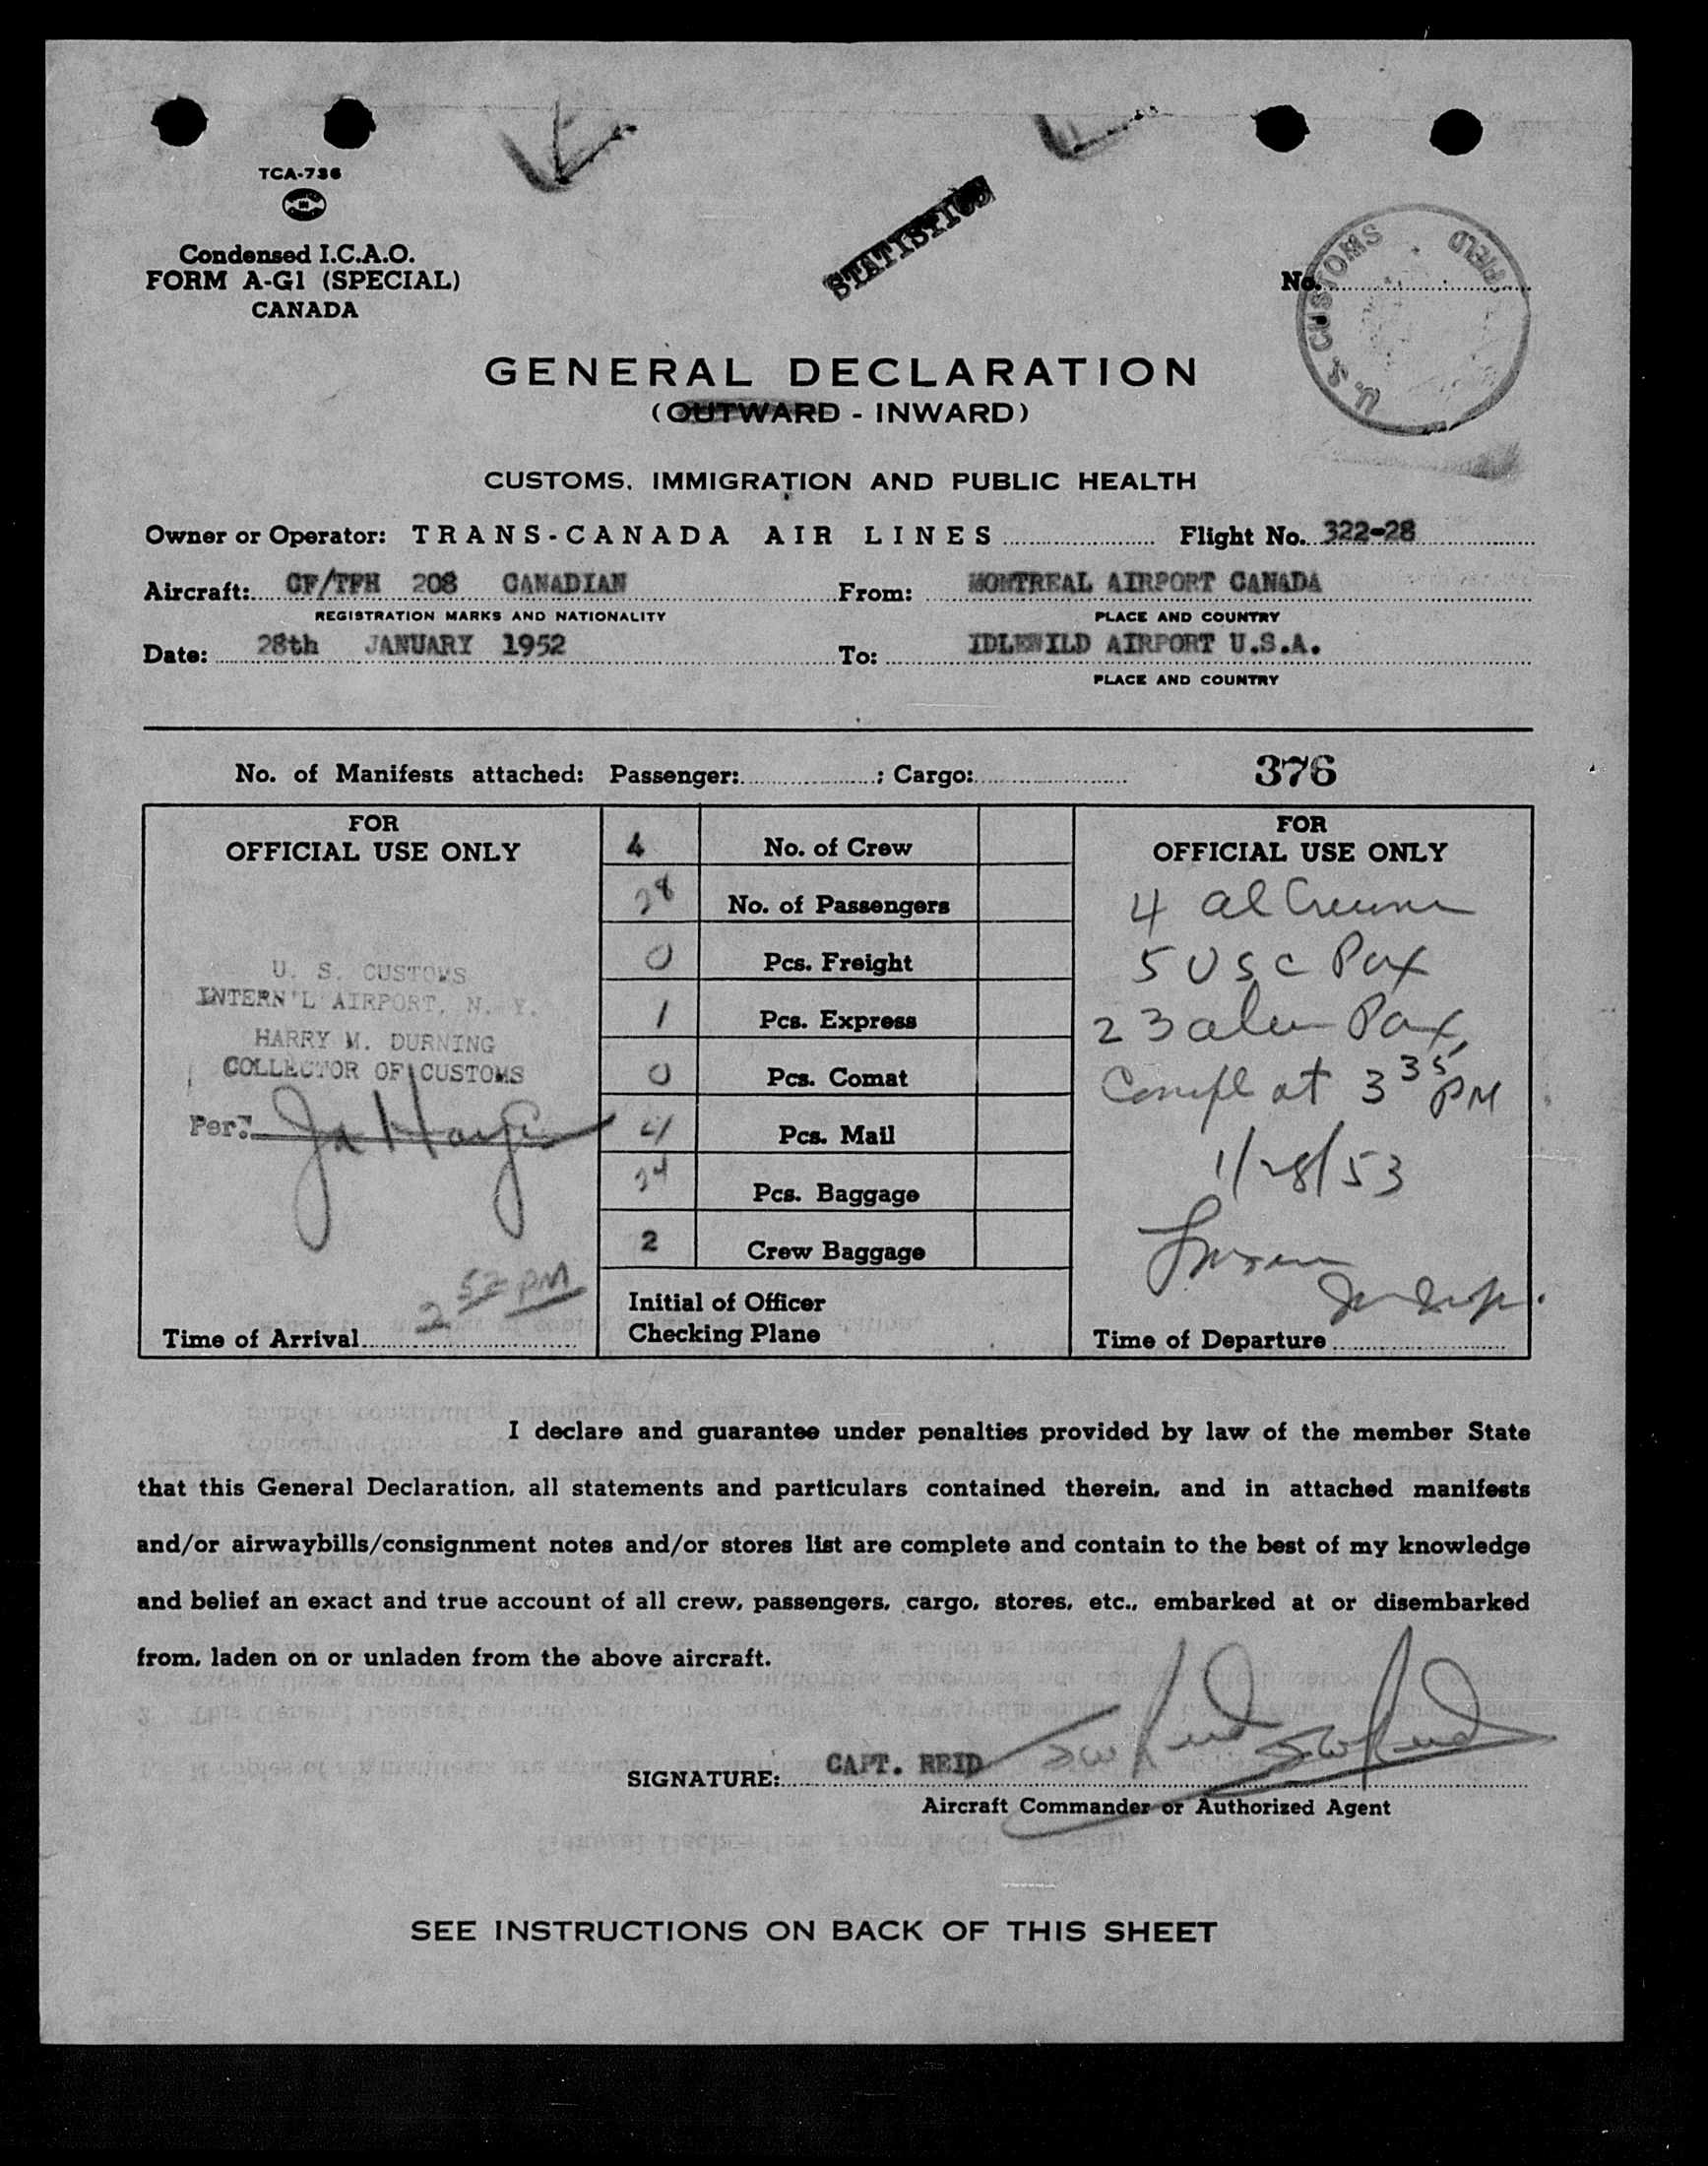 TCA-736
Condensed I.C.A.O.
FORM A-G1 (SPECIAL)
CANADA
STATISTICS
No.
U. S. CUSTOMS FIELD
GENERAL DECLARATION
(OUTWARD - INWARD)
CUSTOMS, IMMIGRATION AND PUBLIC HEALTH
Owner or Operator: TRANS-CANADA AIR LINES Flight No. 322-28
Aircraft: CF/TFH 208 CANADIAN From: MONTREAL AIRPORT CANADA
REGISTRATION MARKS AND NATIONALITY PLACE AND COUNTRY
Date: 28th JANUARY 1952 To: IDLEWILD AIRPORT U.S.A.
PLACE AND COUNTRY
No. of Manifests attached: Passenger: ; Cargo: 376
FOR
OFFICIAL USE ONLY
U. S. CUSTOMS
INTERN'L AIRPORT, N. Y.
HARRY M. DURNING
COLLECTOR OF CUSTOMS
Per:
2 52 PM
Time of Arrival
4 No. of Crew
28 No. of Passengers
0 Pcs. Freight
1 Pcs. Express
0 Pcs. Comat
4 Pcs. Mail
24 Pcs. Baggage
2 Crew Baggage
Initial of Officer
Checking Plane
FOR
OFFICIAL USE ONLY
4 al
5 USC Pax
23 alien Pax
Compl at 3 35 PM
1/28/53
Time of Departure
I declare and guarantee under penalties provided by law of the member State
that this General Declaration, all statements and particulars contained therein, and in attached manifests
and/or airwaybills/consignment notes and/or stores list are complete and contain to the best of my knowledge
and belief an exact and true account of all crew, passengers, cargo, stores, etc., embarked at or disembarked
from, laden on or unladen from the above aircraft.
SIGNATURE: CAPT. REID
Aircraft Commander or Authorized Agent
SEE INSTRUCTIONS ON BACK OF THIS SHEET